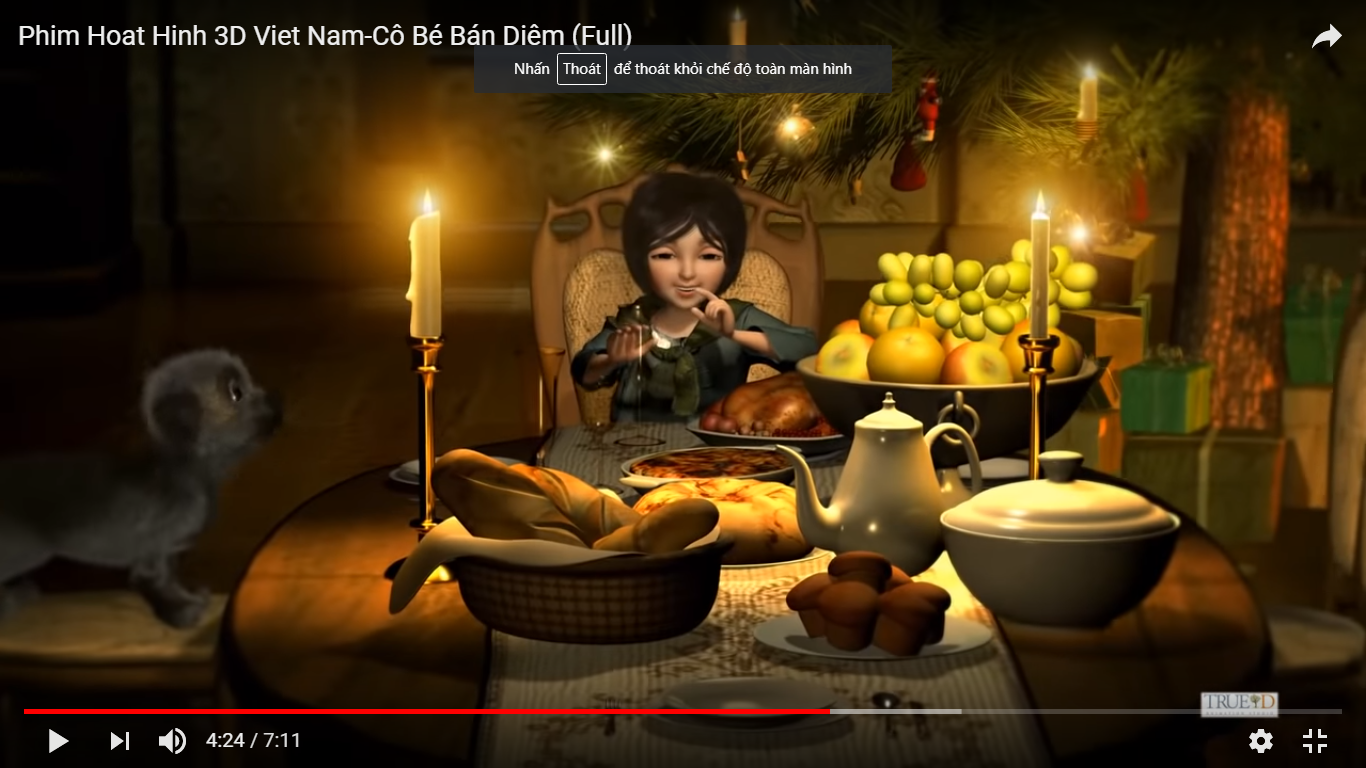 Phim Hoat Hinh 3D Viet Nam-Cô Bé Bán Diêm (Full)
Nhấn Thoát để thoát khỏi chế độ toàn màn hình
TRUE D
4:24 / 7:11